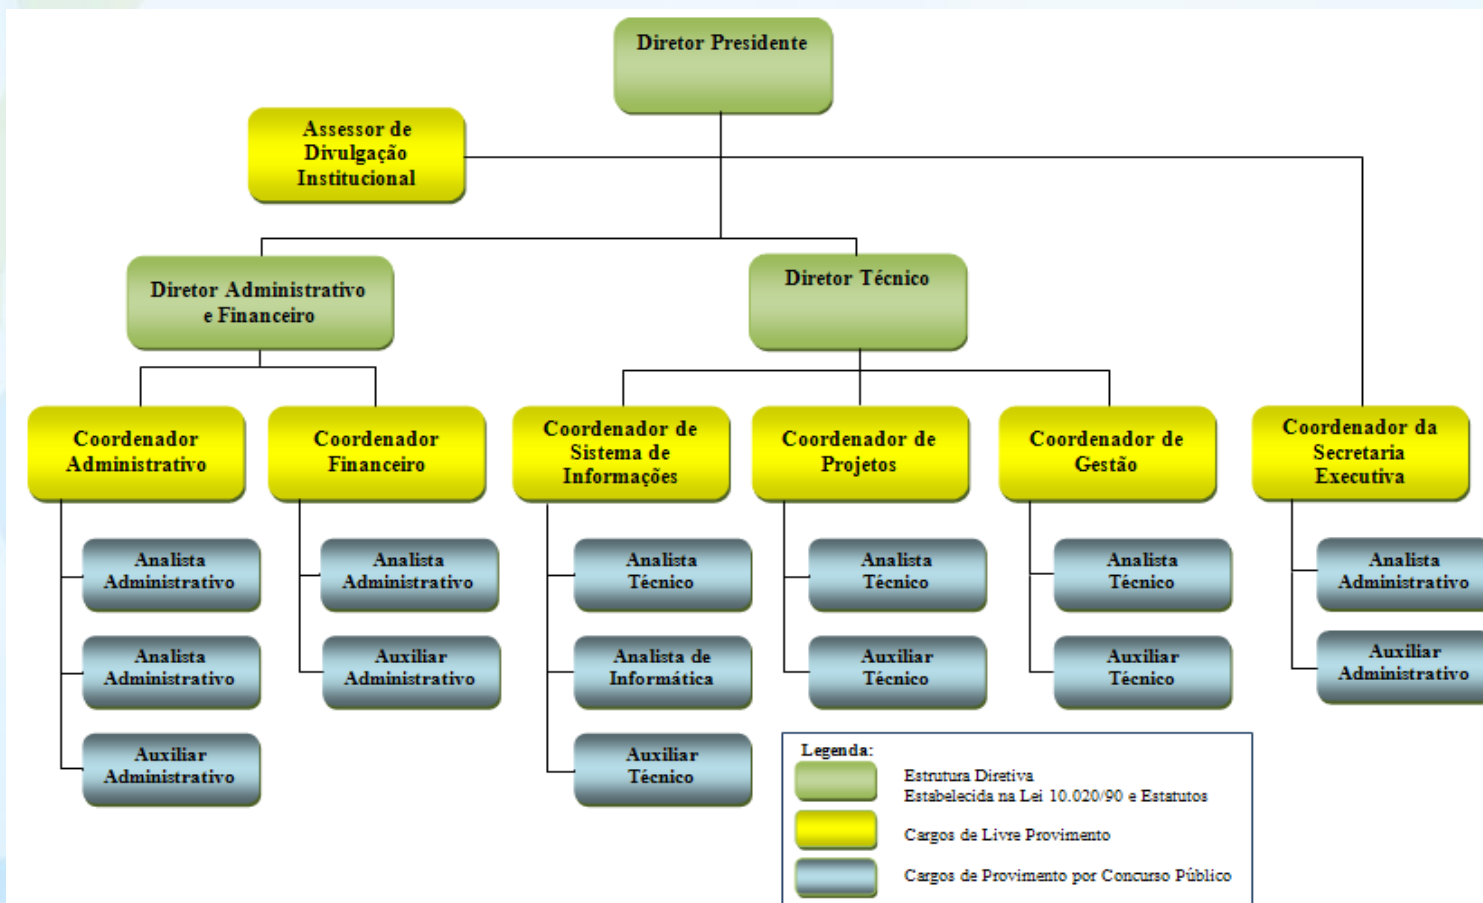 Diretor Presidente
Assessor de
Divulgação
Institucional
Diretor Administrativo
e Financeiro
Diretor Técnico
Coordenador
Administrativo
Coordenador
Financeiro
Coordenador de
Sistema de
Informações
Coordenador de
Projetos
Coordenador de
Gestão
Coordenador da
Secretaria
Executiva
Analista
Administrativo
Analista
Administrativo
Auxiliar
Administrativo
Analista
Administrativo
Auxiliar
Administrativo
Analista
Técnico
Analista de
Informática
Auxiliar
Técnico
Analista
Técnico
Auxiliar
Técnico
Analista
Técnico
Auxiliar
Técnico
Analista
Administrativo
Auxiliar
Administrativo
Legenda:
Estrutura Diretiva
Estabelecida na Lei 10.020/90 e Estatutos
Cargos de Livre Provimento
Cargos de Provimento por Concurso Público